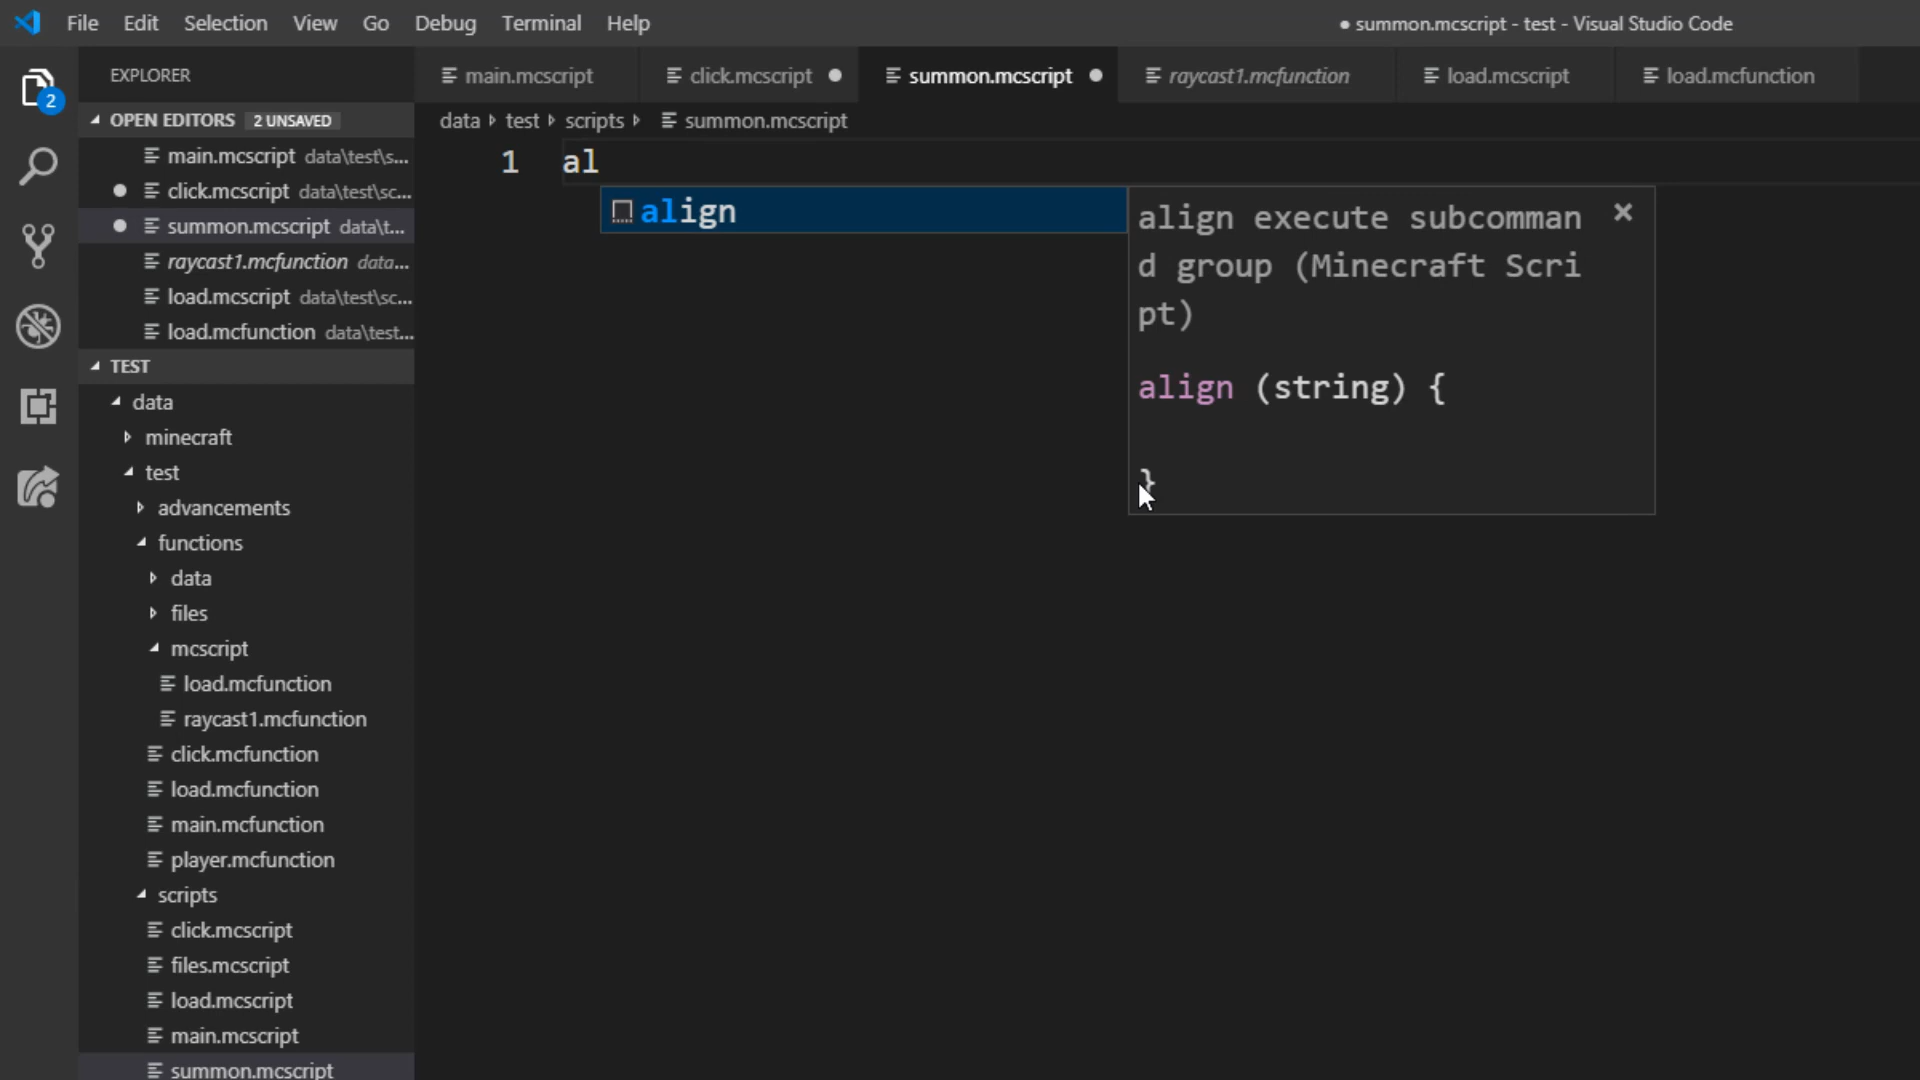 File Edit Selection View Go Debug Terminal Help
● summon.mcscript - test - Visual Studio Code
EXPLORER
2
OPEN EDITORS 2 UNSAVED
main.mcscript data\test\s...
click.mcscript data\test\sc...
summon.mcscript data\t...
raycast1.mcfunction data...
load.mcscript data\test\sc...
load.mcfunction data\test...
TEST
data
minecraft
test
advancements
functions
data
files
mcscript
load.mcfunction
raycast1.mcfunction
click.mcfunction
load.mcfunction
main.mcfunction
player.mcfunction
scripts
click.mcscript
files.mcscript
load.mcscript
main.mcscript
summon.mcscript
main.mcscript click.mcscript summon.mcscript raycast1.mcfunction load.mcscript load.mcfunction
data test scripts summon.mcscript
1 al
align
align execute subcomman
d group (Minecraft Scri
pt)
align (string) {
}